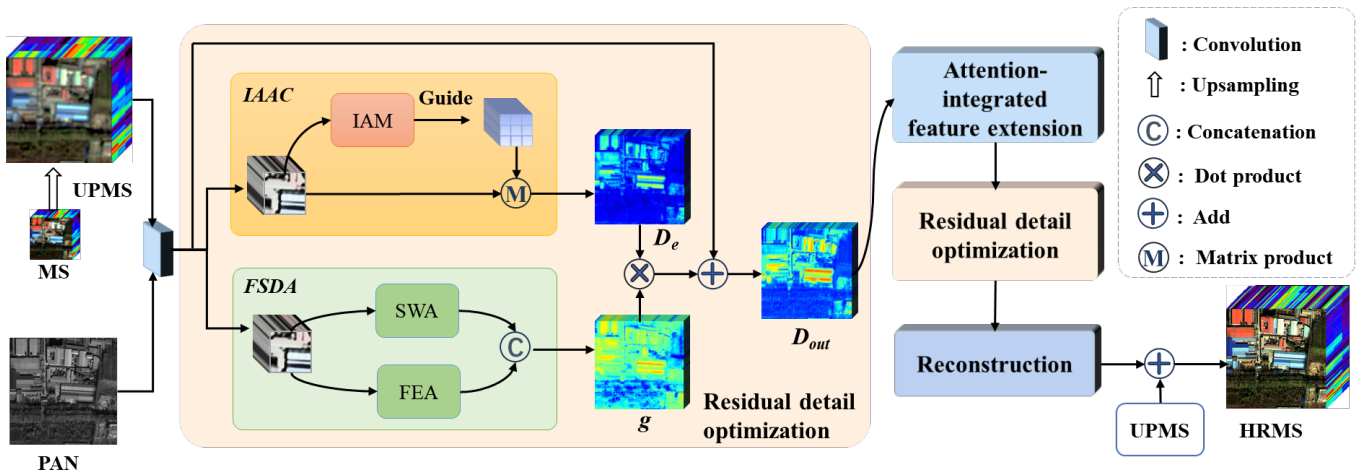 UPMS
MS
PAN
IAAC
IAM
Guide
M
D_e
FSDA
SWA
FEA
C
g
D_out
Residual detail
optimization
Attention-
integrated
feature extension
Residual detail
optimization
Reconstruction
UPMS
HRMS
: Convolution
: Upsampling
C : Concatenation
: Dot product
: Add
M : Matrix product